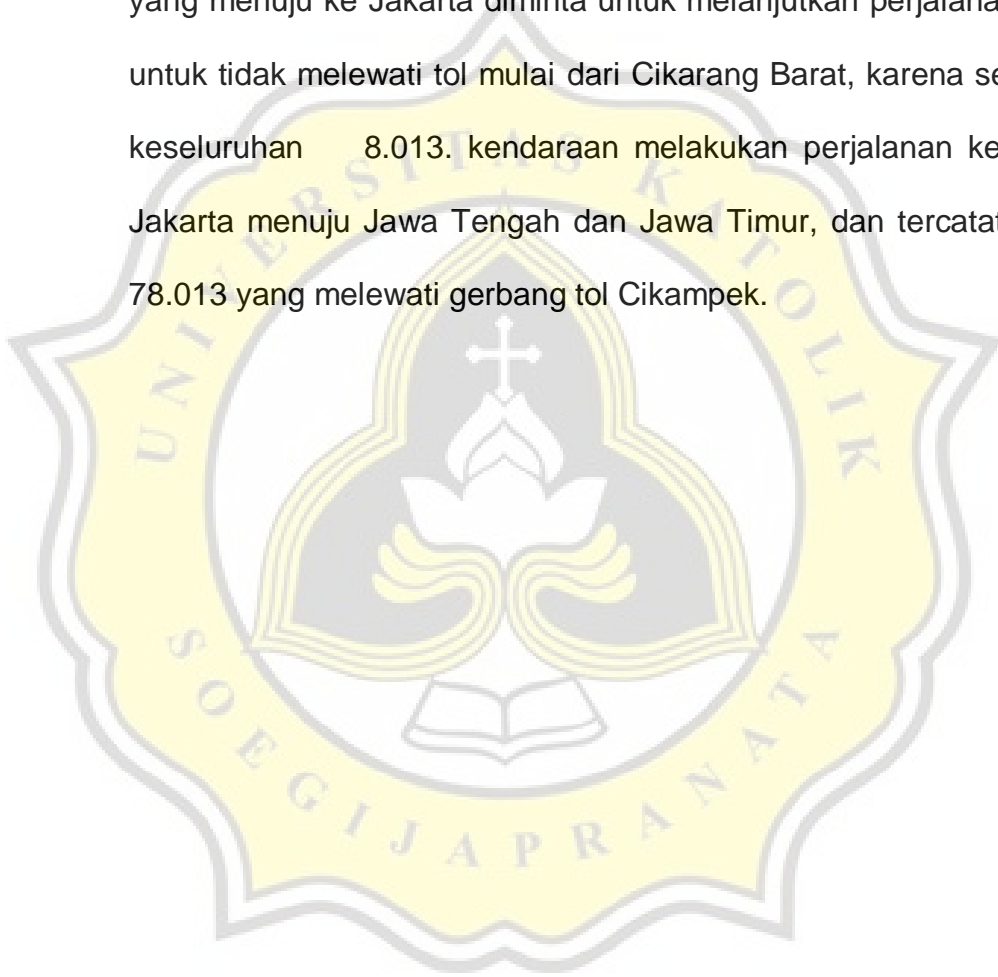 yang menuju ke Jakarta diminta untuk melanjutkan perjalana
untuk tidak melewati tol mulai dari Cikarang Barat, karena se
keseluruhan 8.013. kendaraan melakukan perjalanan ke
Jakarta menuju Jawa Tengah dan Jawa Timur, dan tercatat
78.013 yang melewati gerbang tol Cikampek.
UNIVERSITAS KATOLIK
SOEGIJAPRANATA